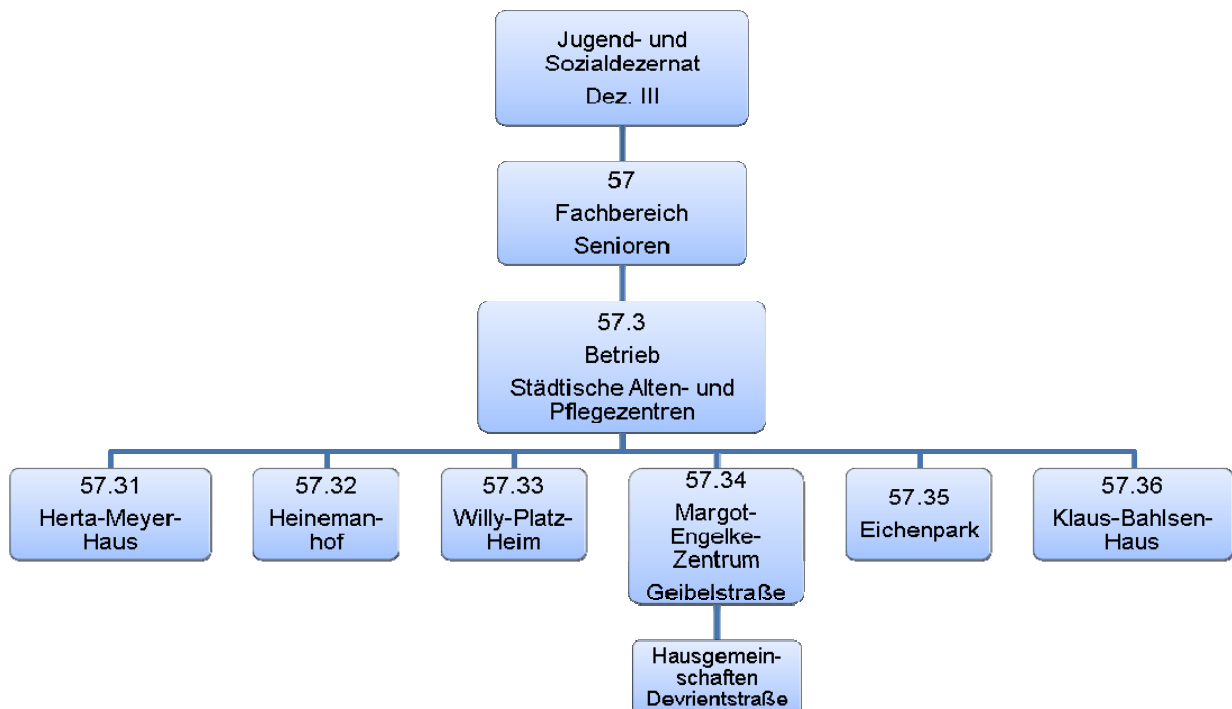 Jugend- und
Sozialdezernat
Dez. III
57
Fachbereich
Senioren
57.3
Betrieb
Städtische Alten- und
Pflegezentren
57.31
Herta-Meyer-
Haus
57.32
Heineman-
hof
57.33
Willy-Platz-
Heim
57.34
Margot-
Engelke-
Zentrum
Geibelstraße
57.35
Eichenpark
57.36
Klaus-Bahlsen-
Haus
Hausgemein-
schaften
Devrientstraße